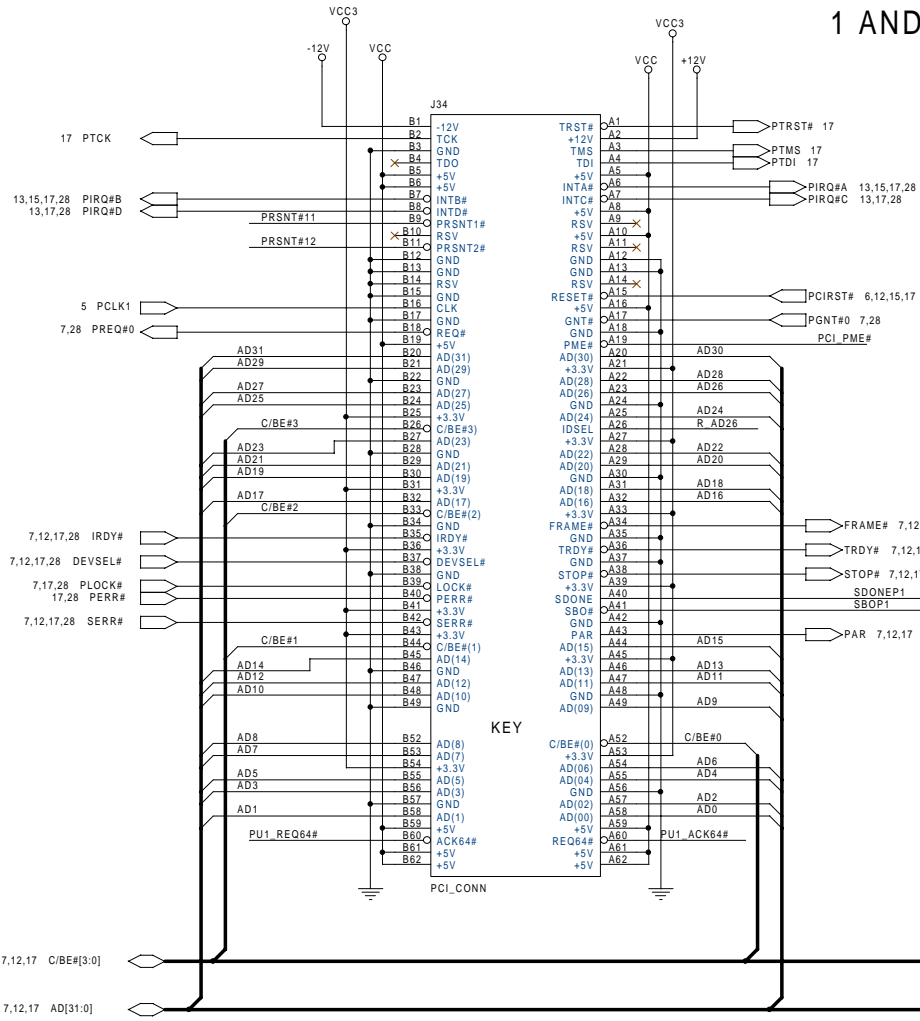 1 AND
VCC3
-12V
VCC
VCC3
VCC
+12V
J34
17 PTCK
13,15,17,28 PIRQ#B
13,17,28 PIRQ#D
PRSNT#11
PRSNT#12
5 PCLK1
7,28 PREQ#0
AD31
AD29
AD27
AD25
C/BE#3
AD23
AD21
AD19
AD17
C/BE#2
7,12,17,28 IRDY#
7,12,17,28 DEVSEL#
7,17,28 PLOCK#
17,28 PERR#
7,12,17,28 SERR#
C/BE#1
AD14
AD12
AD10
AD8
AD7
AD5
AD3
AD1
PU1_REQ64#
B1 -12V TRST# A1
B2 TCK +12V A2
B3 GND TMS A3
B4 TDO TDI A4
B5 +5V +5V A5
B6 +5V INTA# A6
B7 INTB# INTC# A7
B8 INTD# +5V A8
B9 PRSNT1# RSV A9
B10 RSV +5V A10
B11 PRSNT2# RSV A11
B12 GND GND A12
B13 GND GND A13
B14 RSV RSV A14
B15 GND RESET# A15
B16 CLK +5V A16
B17 GND GNT# A17
B18 REQ# GND A18
B19 +5V PME# A19
B20 AD(31) AD(30) A20
B21 AD(29) +3.3V A21
B22 GND AD(28) A22
B23 AD(27) AD(26) A23
B24 AD(25) GND A24
B25 +3.3V AD(24) A25
B26 C/BE#3) IDSEL A26
B27 AD(23) +3.3V A27
B28 GND AD(22) A28
B29 AD(21) AD(20) A29
B30 AD(19) GND A30
B31 +3.3V AD(18) A31
B32 AD(17) AD(16) A32
B33 C/BE#(2) +3.3V A33
B34 GND FRAME# A34
B35 IRDY# GND A35
B36 +3.3V TRDY# A36
B37 DEVSEL# GND A37
B38 GND STOP# A38
B39 LOCK# +3.3V A39
B40 PERR# SDONE A40
B41 +3.3V SBO# A41
B42 SERR# GND A42
B43 +3.3V PAR A43
B44 C/BE#(1) AD(15) A44
B45 AD(14) +3.3V A45
B46 GND AD(13) A46
B47 AD(12) AD(11) A47
B48 AD(10) GND A48
B49 GND AD(09) A49
KEY
B52 AD(8) C/BE#(0) A52
B53 AD(7) +3.3V A53
B54 +3.3V AD(06) A54
B55 AD(5) AD(04) A55
B56 AD(3) GND A56
B57 GND AD(02) A57
B58 AD(1) AD(00) A58
B59 +5V +5V A59
B60 ACK64# REQ64# A60
B61 +5V +5V A61
B62 +5V +5V A62
PCI_CONN
PTRST# 17
PTMS 17
PTDI 17
PIRQ#A 13,15,17,28
PIRQ#C 13,17,28
PCIRST# 6,12,15,17
PGNT#0 7,28
PCI_PME#
AD30
AD28
AD26
AD24
R_AD26
AD22
AD20
AD18
AD16
FRAME# 7,12
TRDY# 7,12,1
STOP# 7,12,1
SDONEP1
SBOP1
PAR 7,12,17
AD15
AD13
AD11
AD9
C/BE#0
AD6
AD4
AD2
AD0
PU1_ACK64#
7,12,17 C/BE#[3:0]
7,12,17 AD[31:0]